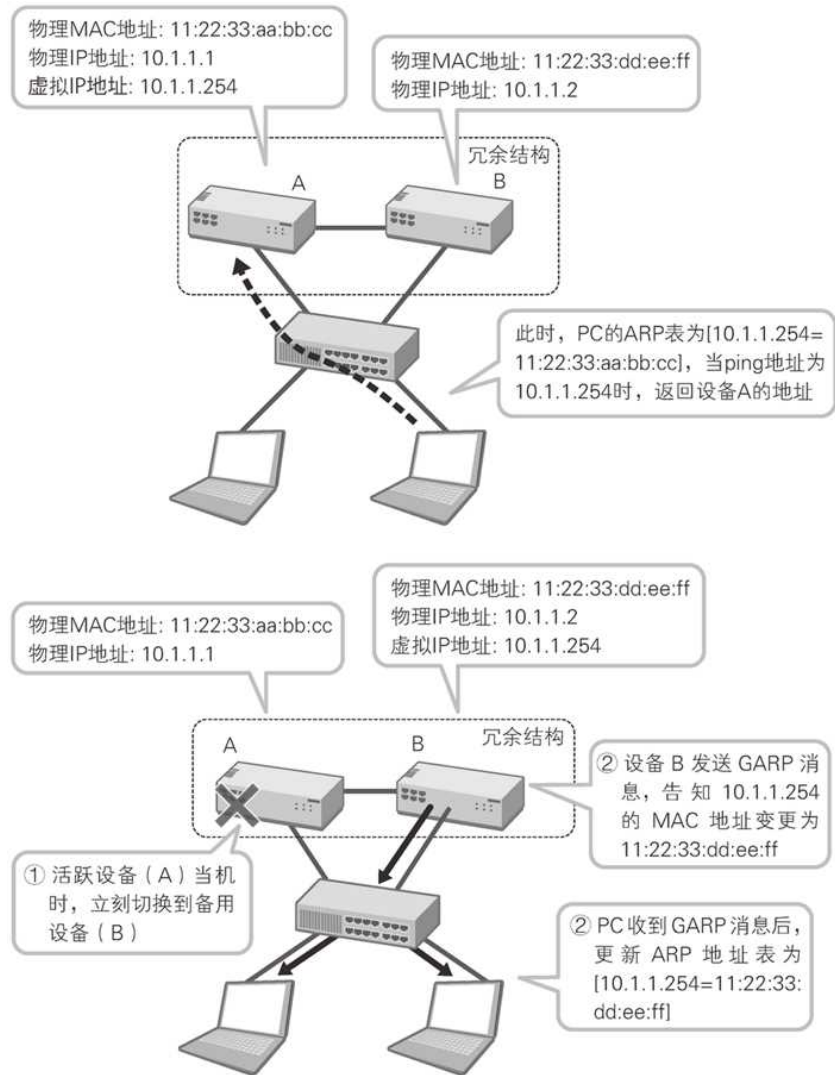 物理MAC地址: 11:22:33:aa:bb:cc
物理IP地址: 10.1.1.1
虚拟IP地址: 10.1.1.254
物理MAC地址: 11:22:33:dd:ee:ff
物理IP地址: 10.1.1.2
冗余结构
A
B
此时，PC的ARP表为[10.1.1.254=
11:22:33:aa:bb:cc]，当ping地址为
10.1.1.254时，返回设备A的地址
物理MAC地址: 11:22:33:aa:bb:cc
物理IP地址: 10.1.1.1
物理MAC地址: 11:22:33:dd:ee:ff
物理IP地址: 10.1.1.2
虚拟IP地址: 10.1.1.254
冗余结构
A
B
② 设备 B 发送 GARP 消
息，告知 10.1.1.254
的 MAC 地址变更为
11:22:33:dd:ee:ff
① 活跃设备（A）当机
时，立刻切换到备用
设备（B）
② PC收到GARP消息后，
更新 ARP 地址表为
[10.1.1.254=11:22:33:
dd:ee:ff]